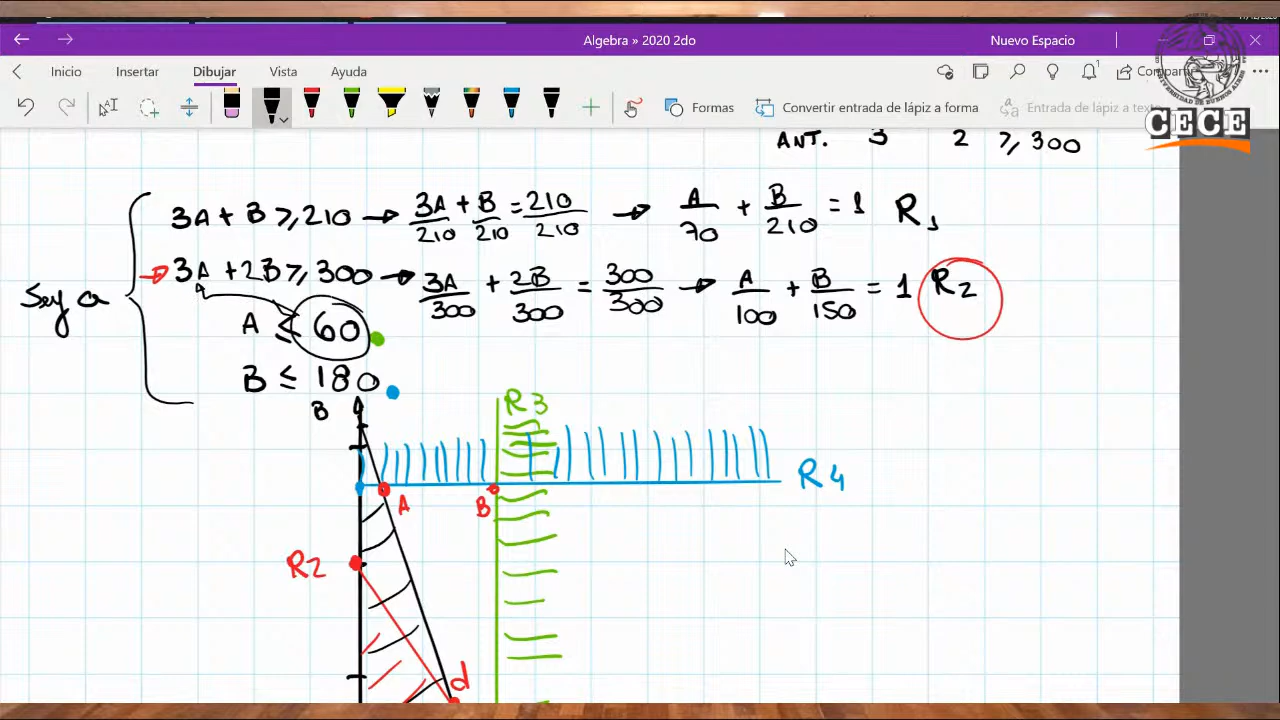 Algebra » 2020 2do
Nuevo Espacio
Inicio Insertar Dibujar Vista Ayuda
Compartir
Formas Convertir entrada de lápiz a forma Entrada de lápiz a texto
CECE
ANT. 3 2 ≥ 300
3A + B ≥ 210 → 3A/210 + B/210 = 210/210 → A/70 + B/210 = 1 R1
3A + 2B ≥ 300 → 3A/300 + 2B/300 = 300/300 → A/100 + B/150 = 1 R2
Sey a
A ≤ 60
B ≤ 180
B
R3
R4
A
B
R2
d